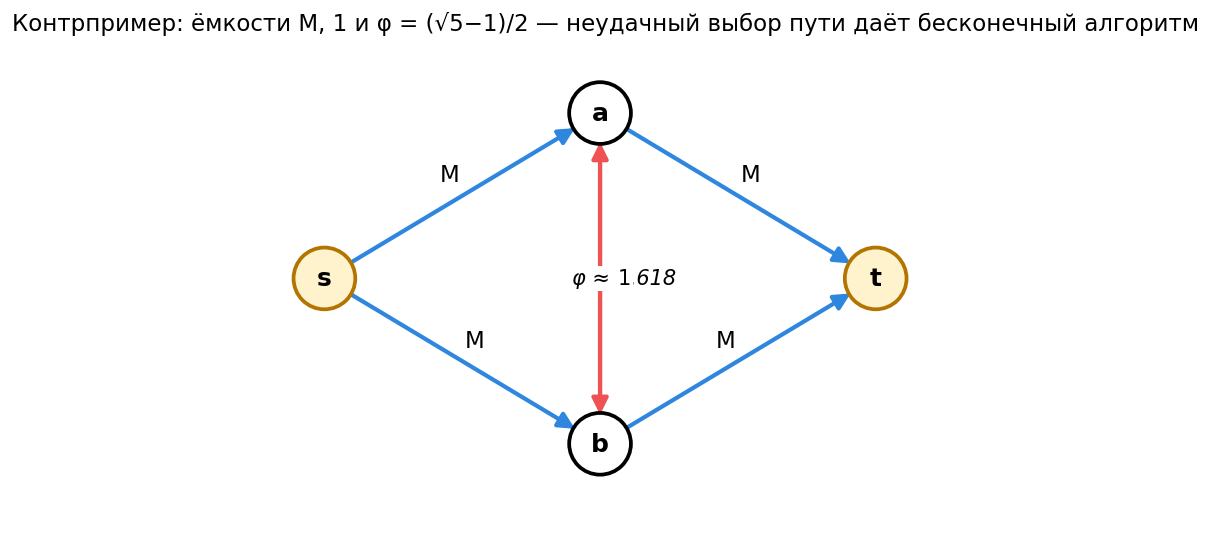 Контрпример: ёмкости M, 1 и φ = (√5−1)/2 — неудачный выбор пути даёт бесконечный алгоритм
a
M
M
s
φ ≈ 1.618
t
M
M
b